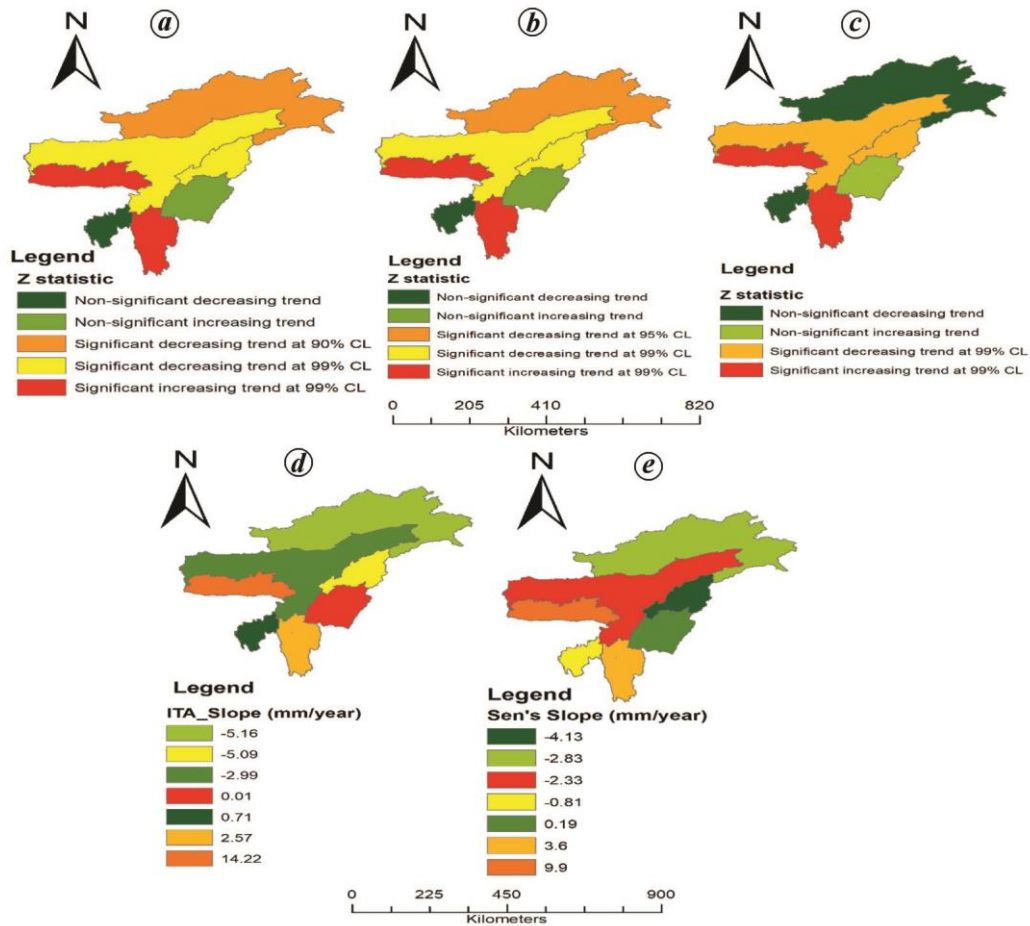 N
a
Legend
Z statistic
Non-significant decreasing trend
Non-significant increasing trend
Significant decreasing trend at 90% CL
Significant decreasing trend at 99% CL
Significant increasing trend at 99% CL
N
b
Legend
Z statistic
Non-significant decreasing trend
Non-significant increasing trend
Significant decreasing trend at 95% CL
Significant decreasing trend at 99% CL
Significant increasing trend at 99% CL
N
c
Legend
Z statistic
Non-significant decreasing trend
Non-significant increasing trend
Significant decreasing trend at 99% CL
Significant increasing trend at 99% CL
0 205 410 820
Kilometers
N
d
Legend
ITA_Slope (mm/year)
-5.16
-5.09
-2.99
0.01
0.71
2.57
14.22
N
e
Legend
Sen's Slope (mm/year)
-4.13
-2.83
-2.33
-0.81
0.19
3.6
9.9
0 225 450 900
Kilometers